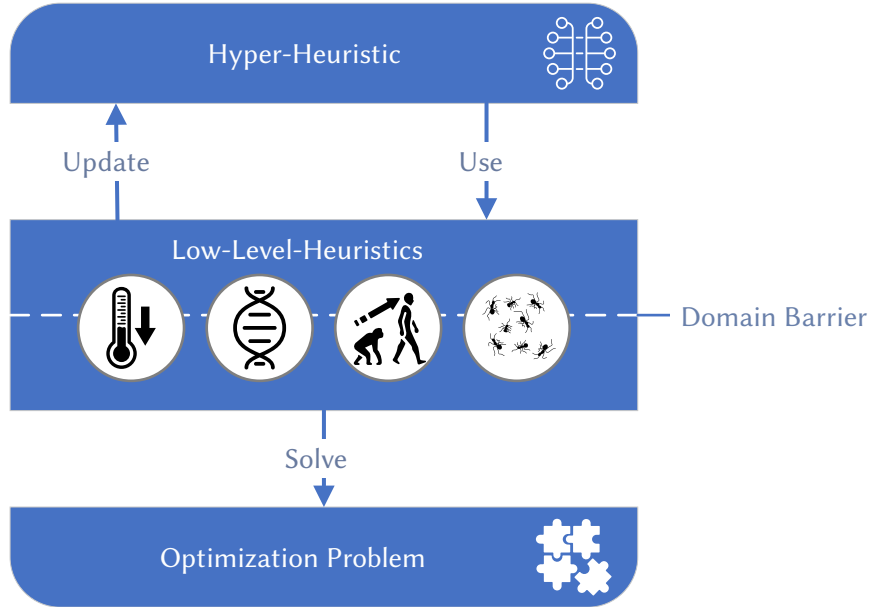 Hyper-Heuristic
Update
Use
Low-Level-Heuristics
Domain Barrier
Solve
Optimization Problem